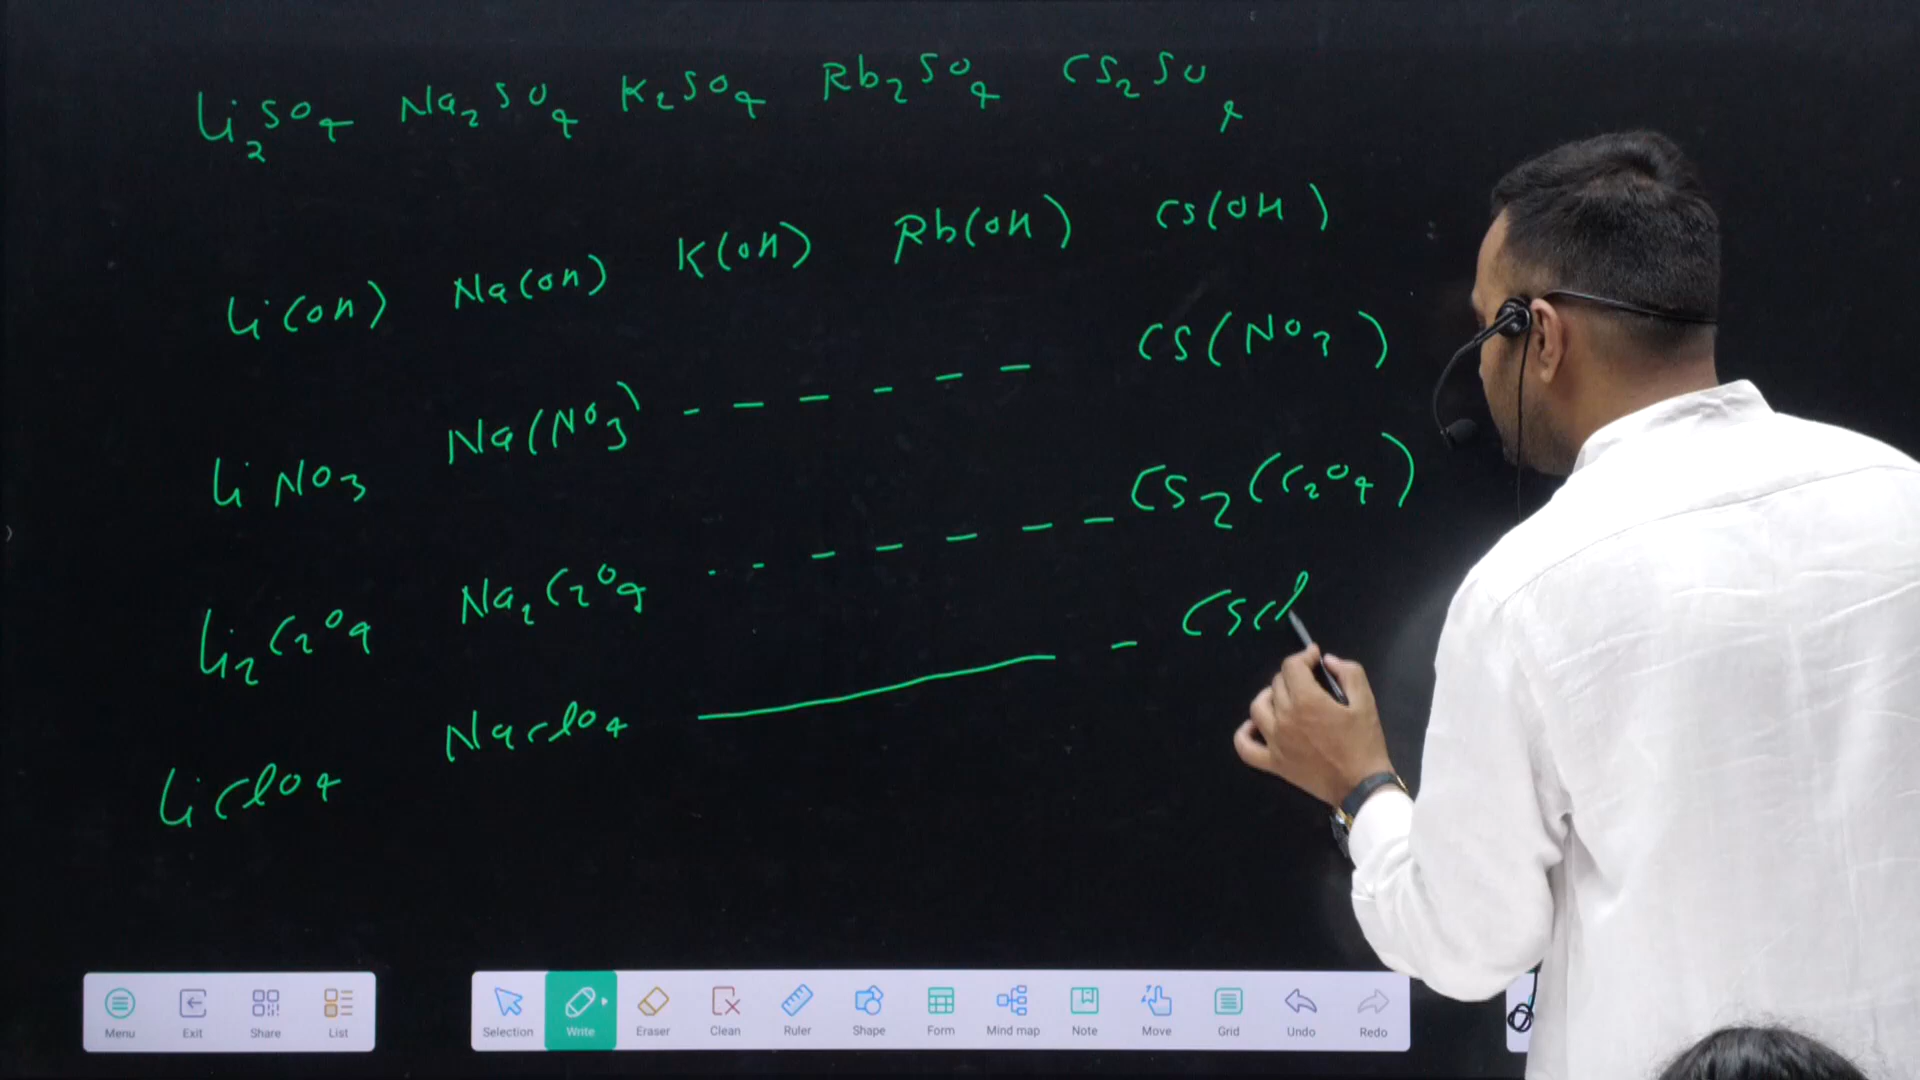 Li2SO4 Na2SO4 K2SO4 Rb2SO4 Cs2SO4
Li(OH) Na(OH) K(OH) Rb(OH) Cs(OH)
LiNO3 Na(NO3) - - - - - - Cs(NO3)
Li2C2O4 Na2C2O4 - - - - - - - Cs2(C2O4)
LiClO4 NaClO4 — - CsCl
Menu Exit Share List Selection Write Eraser Clean Ruler Shape Form Mind map Note Move Grid Undo Redo